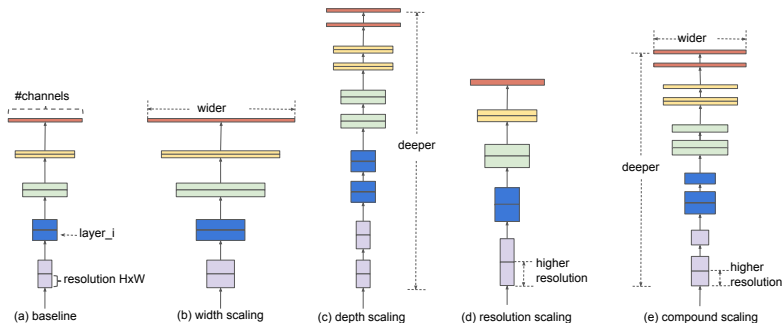 #channels
layer_i
resolution HxW
(a) baseline
wider
(b) width scaling
deeper
(c) depth scaling
higher
resolution
(d) resolution scaling
wider
deeper
higher
resolution
(e) compound scaling